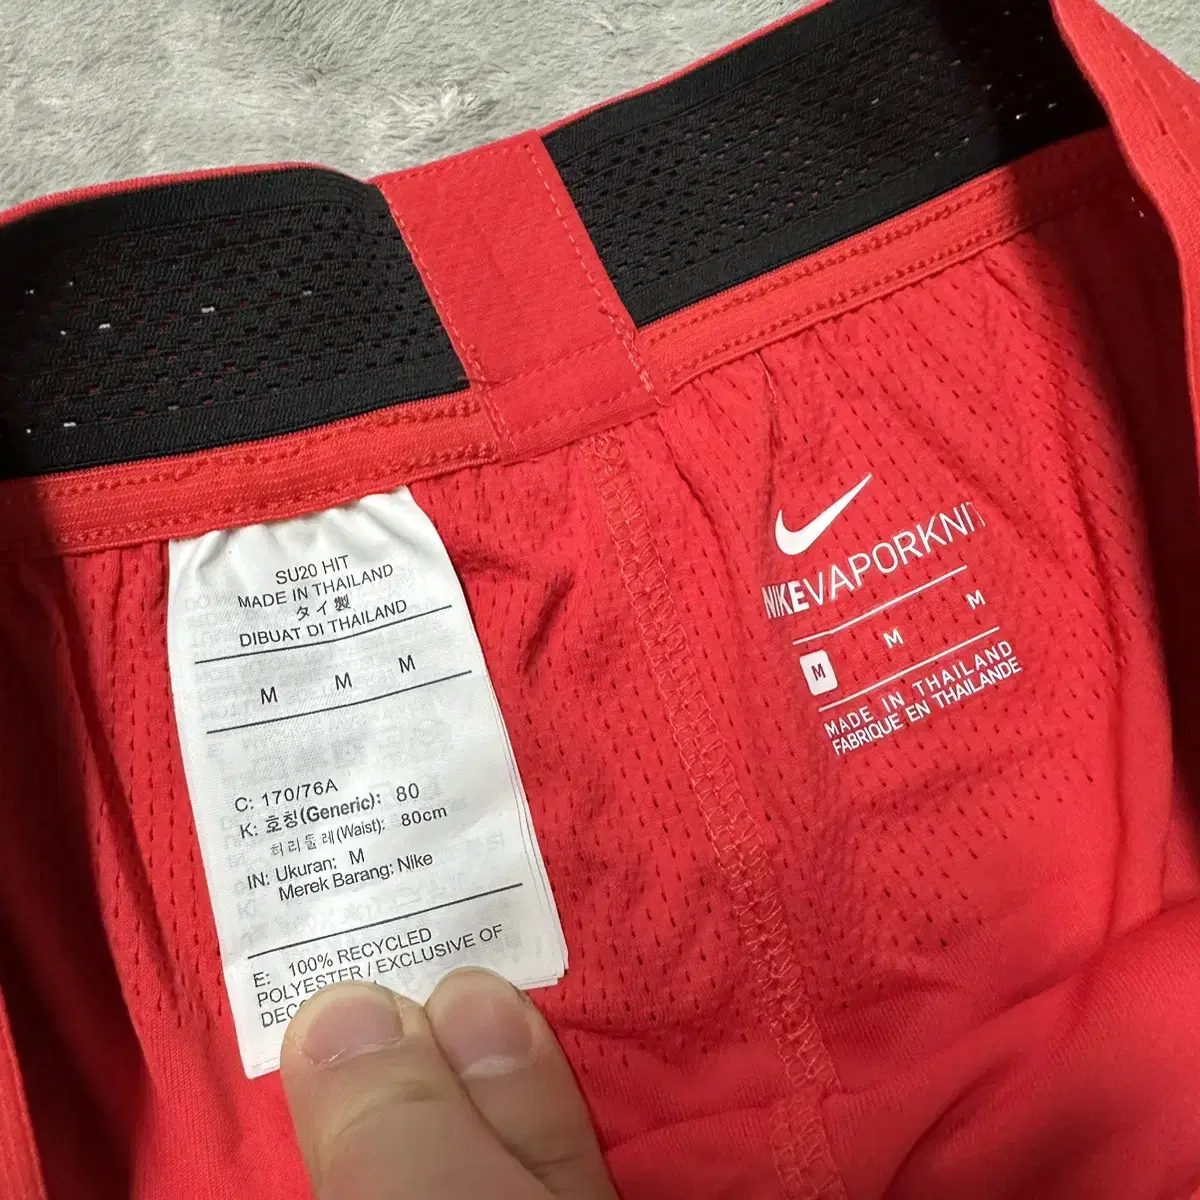 SU20 HIT
MADE IN THAILAND
タイ製
DIBUAT DI THAILAND
M M M
C: 170/76A
K: 호칭(Generic): 80
허리둘레(Waist): 80cm
IN: Ukuran: M
Merek Barang: Nike
E: 100% RECYCLED
POLYESTER / EXCLUSIVE OF
NIKEVAPORKNIT
M M M
MADE IN THAILAND
FABRIQUE EN THAILANDE